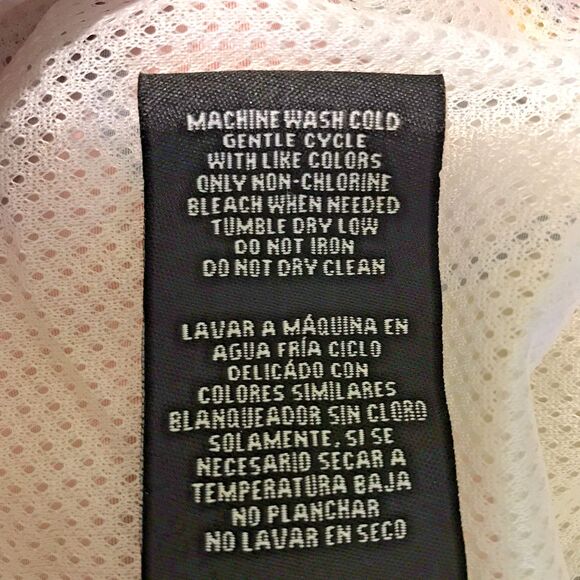 MACHINE WASH COLD
GENTLE CYCLE
WITH LIKE COLORS
ONLY NON-CHLORINE
BLEACH WHEN NEEDED
TUMBLE DRY LOW
DO NOT IRON
DO NOT DRY CLEAN
LAVAR A MÁQUINA EN
AGUA FRÍA CICLO
DELICÁDO CON
COLORES SIMILARES
BLANQUEADOR SIN CLORO
SOLAMENTE, SI SE
NECESARIO SECAR A
TEMPERATURA BAJA
NO PLANCHAR
NO LAVAR EN SECO